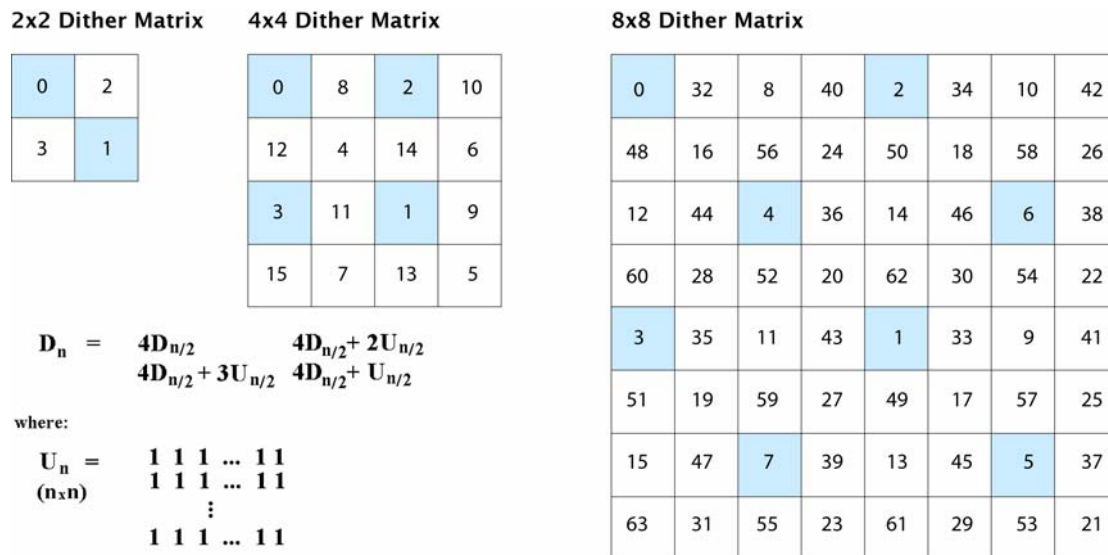 2x2 Dither Matrix 4x4 Dither Matrix 8x8 Dither Matrix
0 2
3 1
0 8 2 10
12 4 14 6
3 11 1 9
15 7 13 5
0 32 8 40 2 34 10 42
48 16 56 24 50 18 58 26
12 44 4 36 14 46 6 38
60 28 52 20 62 30 54 22
3 35 11 43 1 33 9 41
51 19 59 27 49 17 57 25
15 47 7 39 13 45 5 37
63 31 55 23 61 29 53 21
Dn = 4Dn/2 4Dn/2 + 2Un/2
4Dn/2 + 3Un/2 4Dn/2 + Un/2
where:
Un = 1 1 1 ... 1 1
(nxn) 1 1 1 ... 1 1
⋮
1 1 1 ... 1 1